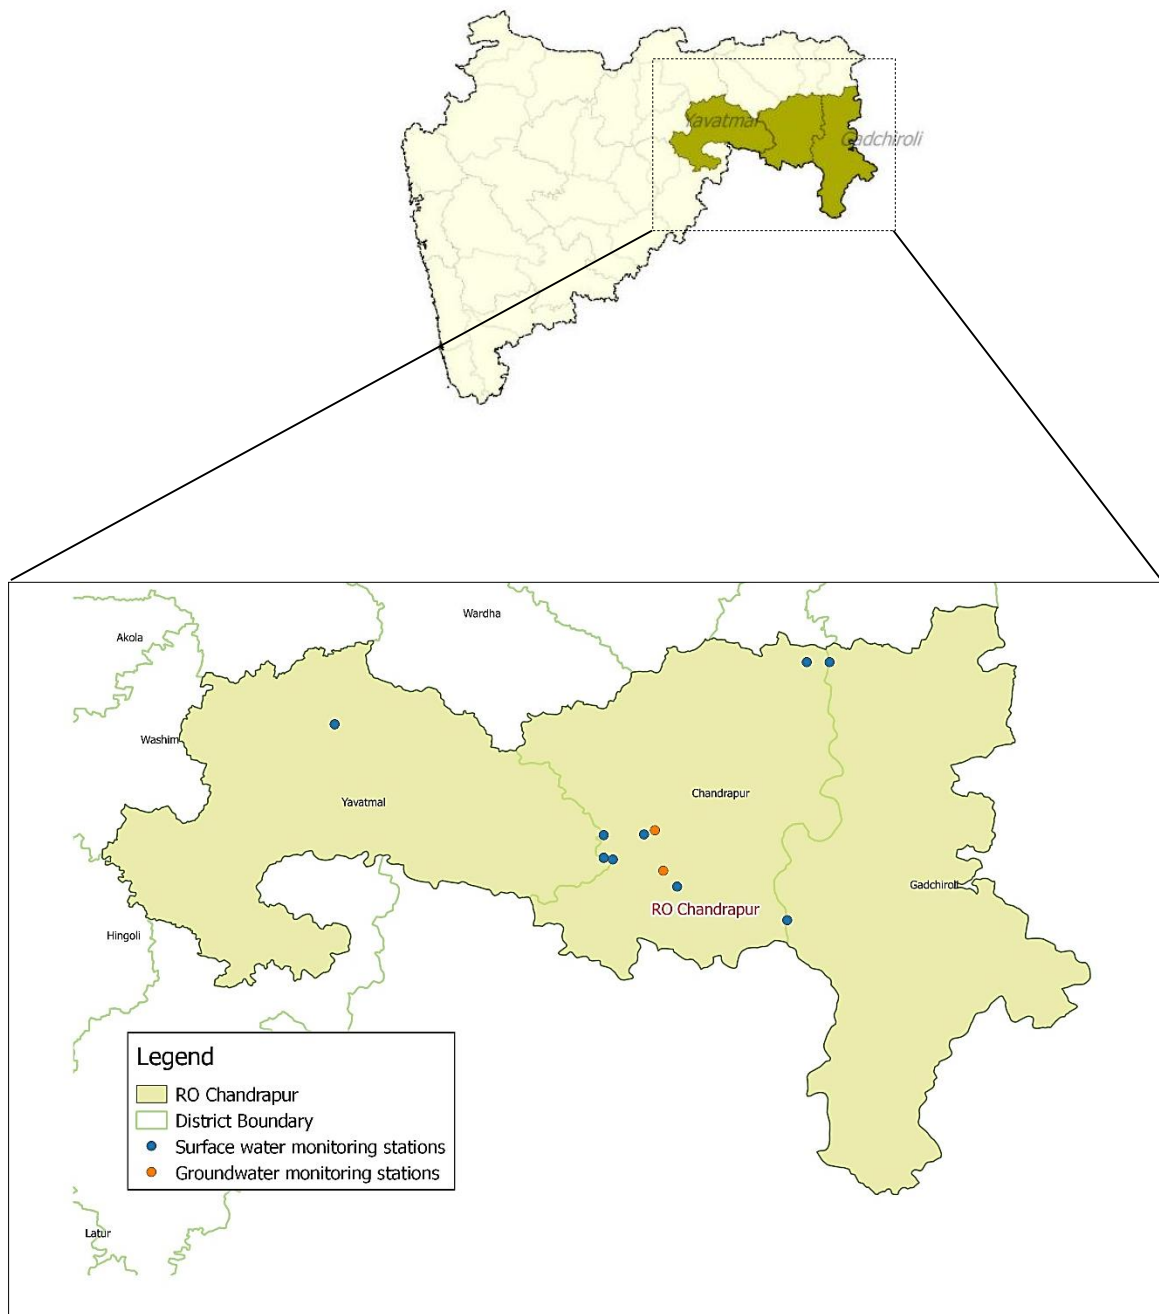 Yavatmal
Gadchiroli
Wardha
Akola
Washim
Chandrapur
Yavatmal
Gadchiroli
RO Chandrapur
Hingoli
Legend
RO Chandrapur
District Boundary
Surface water monitoring stations
Groundwater monitoring stations
Latur